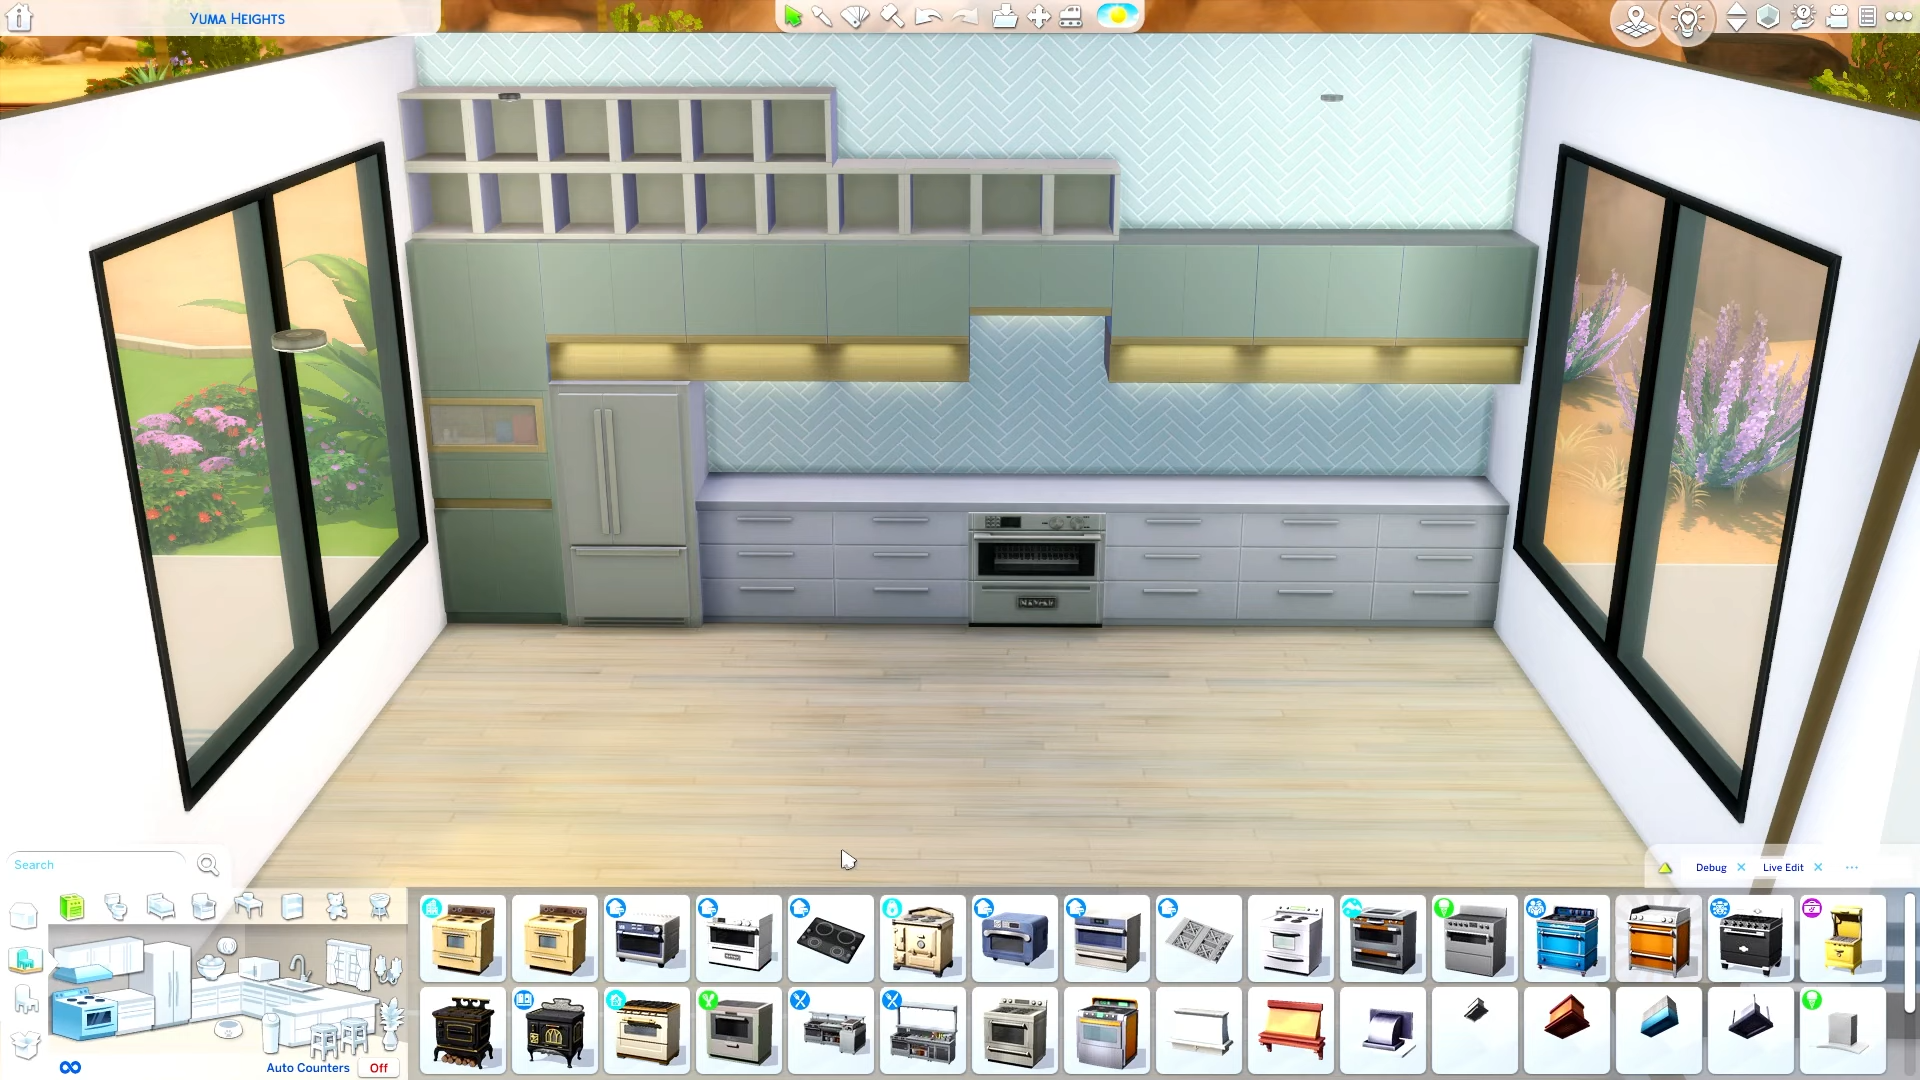 YUMA HEIGHTS
Search
Debug
Live Edit
Auto Counters
Off